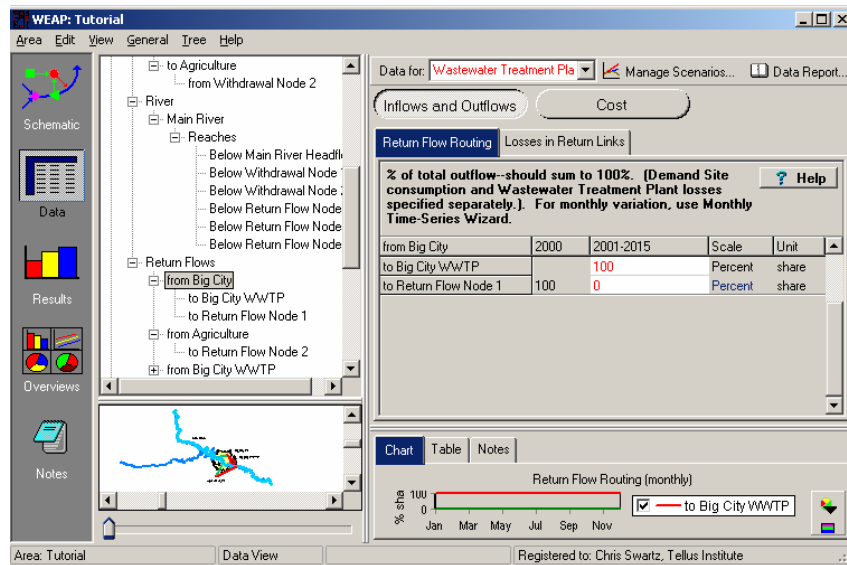 WEAP: Tutorial
Area Edit View General Tree Help
Schematic
Data
Results
Overviews
Notes
to Agriculture
from Withdrawal Node 2
River
Main River
Reaches
Below Main River Headfl
Below Withdrawal Node
Below Withdrawal Node
Below Return Flow Node
Below Return Flow Node
Below Return Flow Node
Return Flows
from Big City
to Big City WWTP
to Return Flow Node 1
from Agriculture
to Return Flow Node 2
from Big City WWTP
Data for: Wastewater Treatment Pla Manage Scenarios... Data Report...
Inflows and Outflows Cost
Return Flow Routing Losses in Return Links
% of total outflow--should sum to 100%. (Demand Site
consumption and Wastewater Treatment Plant losses
specified separately.). For monthly variation, use Monthly
Time-Series Wizard.
? Help
from Big City 2000 2001-2015 Scale Unit
to Big City WWTP 100 Percent share
to Return Flow Node 1 100 0 Percent share
Chart Table Notes
Return Flow Routing (monthly)
% sha
100
0
Jan Mar May Jul Sep Nov
to Big City WWTP
Area: Tutorial Data View Registered to: Chris Swartz, Tellus Institute